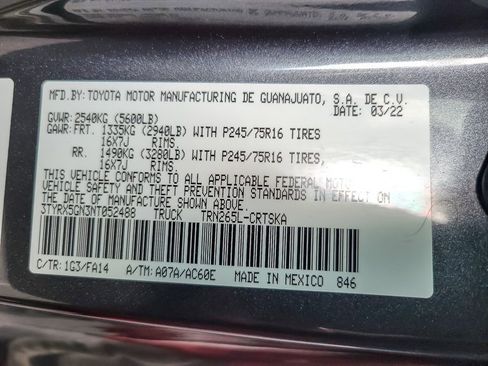 MFD.BY: TOYOTA MOTOR MANUFACTURING DE GUANAJUATO, S.A. DE C.V.
GVWR: 2540KG (5600LB) 03/22
GAWR: FRT. 1335KG (2940LB) WITH P245/75R16 TIRES
16X7J RIMS.
RR. 1490KG (3280LB) WITH P245/75R16 TIRES,
16X7J RIMS.
THIS VEHICLE CONFORMS TO ALL APPLICABLE FEDERAL MOTOR
VEHICLE SAFETY AND THEFT PREVENTION STANDARDS IN EFFECT
ON THE DATE OF MANUFACTURE SHOWN ABOVE.
3TYRX5GN3NT052488 TRUCK TRN265L-CRTSKA
C/TR: 1G3/FA14 A/TM: A07A/AC60E MADE IN MEXICO 846